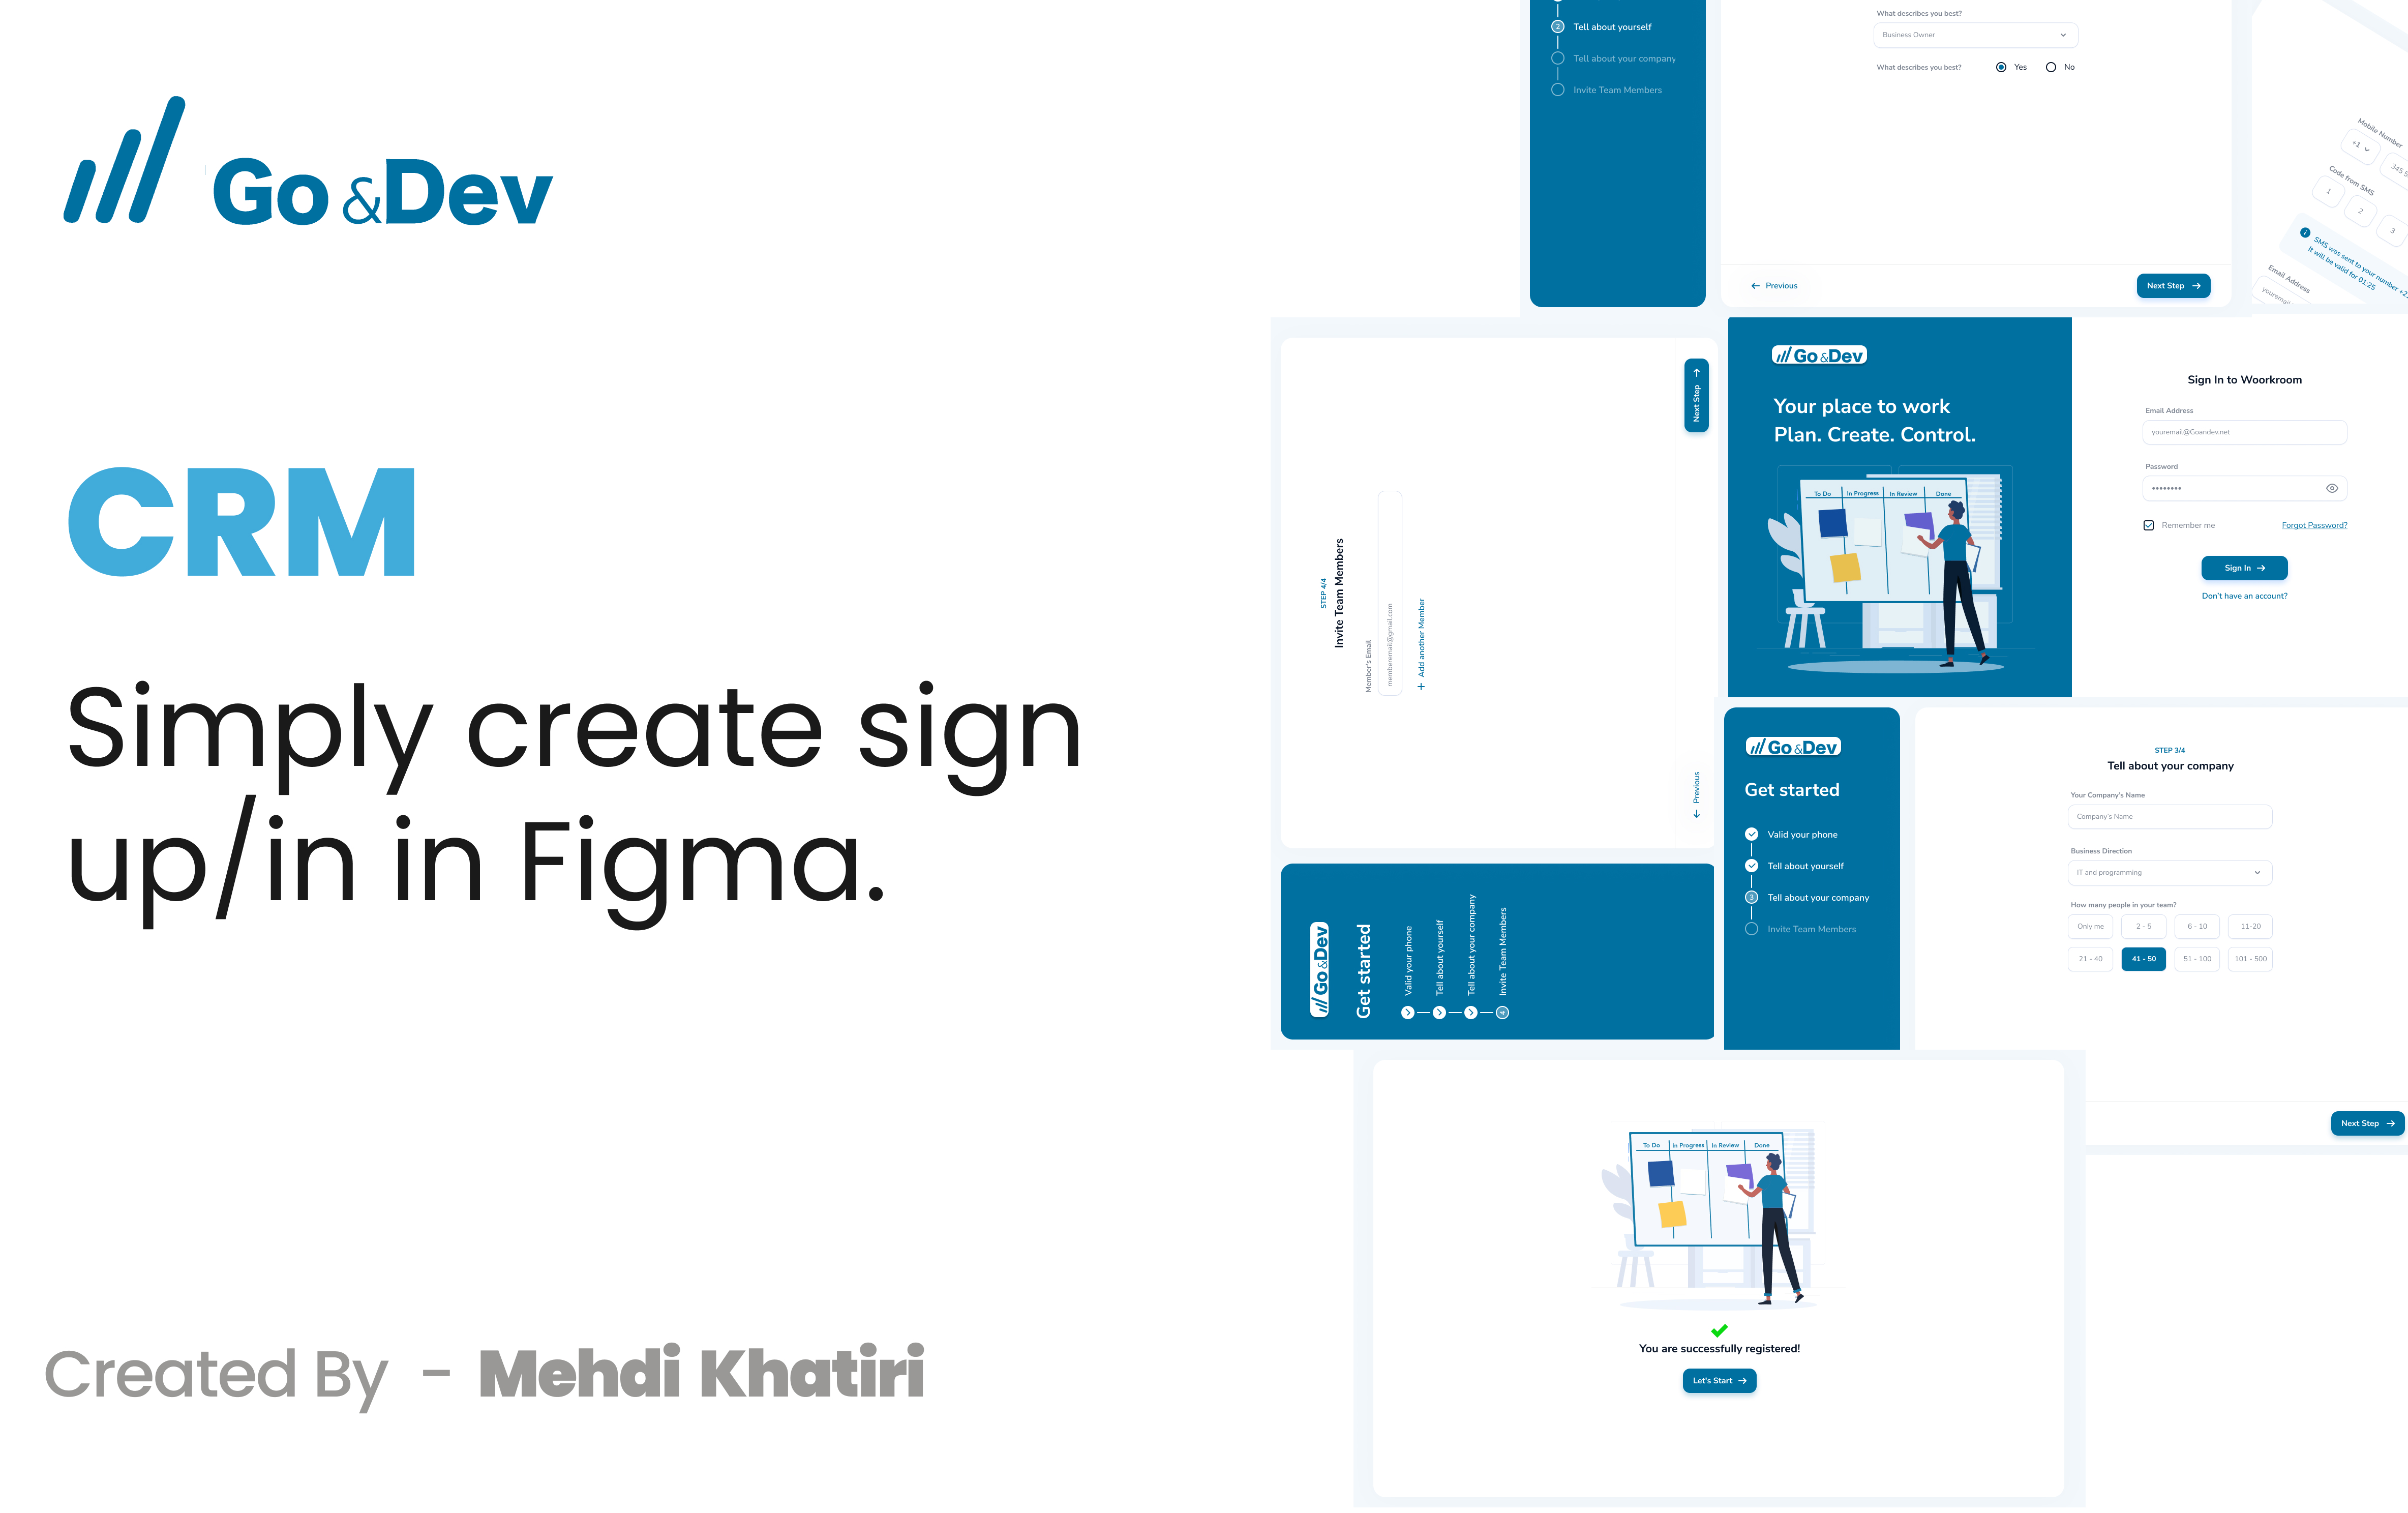 Go &Dev
CRM
Simply create sign
up/in in Figma.
Created By - Mehdi Khatiri
2
Tell about yourself
Tell about your company
Invite Team Members
What describes you best?
Business Owner
What describes you best?
Yes
No
Previous
Next Step
Mobile Number
+1
Code from SMS
1
2
3
SMS was sent to your number
It will be valid for 01:25
Email Address
STEP 4/4
Invite Team Members
Member's Email
memberemail@gmail.com
Add another Member
Next Step
Previous
Go &Dev
Get started
Valid your phone
Tell about yourself
Tell about your company
Invite Team Members
4
Go &Dev
Your place to work
Plan. Create. Control.
To Do
In Progress
In Review
Done
Sign In to Woorkroom
Email Address
youremail@Goandev.net
Password
Remember me
Forgot Password?
Sign In
Don't have an account?
Go &Dev
Get started
Valid your phone
Tell about yourself
3
Tell about your company
Invite Team Members
STEP 3/4
Tell about your company
Your Company's Name
Company's Name
Business Direction
IT and programming
How many people in your team?
Only me
2 - 5
6 - 10
11-20
21 - 40
41 - 50
51 - 100
101 - 500
Next Step
To Do
In Progress
In Review
Done
You are successfully registered!
Let's Start